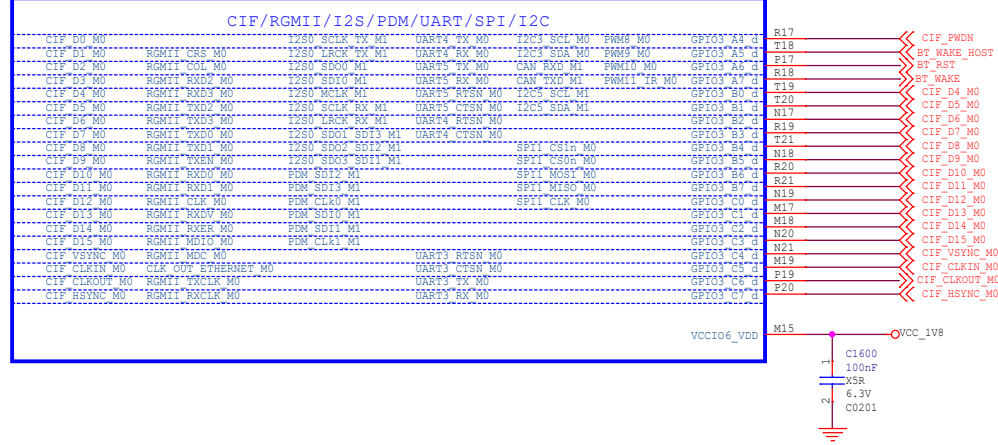 CIF/RGMII/I2S/PDM/UART/SPI/I2C
CIF_D0_M0 I2S0_SCLK_TX_M1 UART4_TX_M0 I2C3_SCL_M0 PWM8_M0 GPIO3_A4_d R17 CIF_PWDN
CIF_D1_M0 RGMII_CRS_M0 I2S0_LRCK_TX_M1 UART4_RX_M0 I2C3_SDA_M0 PWM9_M0 GPIO3_A5_d T18 BT_WAKE_HOST
CIF_D2_M0 RGMII_COL_M0 I2S0_SDO0_M1 UART5_TX_M0 CAN_RXD_M1 PWM10_M0 GPIO3_A6_d P17 BT_RST
CIF_D3_M0 RGMII_RXD2_M0 I2S0_SDI0_M1 UART5_RX_M0 CAN_TXD_M1 PWM11_IR_M0 GPIO3_A7_d R18 BT_WAKE
CIF_D4_M0 RGMII_RXD3_M0 I2S0_MCLK_M1 UART5_RTSN_M0 I2C5_SCL_M1 GPIO3_B0_d T19 CIF_D4_M0
CIF_D5_M0 RGMII_TXD2_M0 I2S0_SCLK_RX_M1 UART5_CTSN_M0 I2C5_SDA_M1 GPIO3_B1_d T20 CIF_D5_M0
CIF_D6_M0 RGMII_TXD3_M0 I2S0_LRCK_RX_M1 UART4_RTSN_M0 GPIO3_B2_d N17 CIF_D6_M0
CIF_D7_M0 RGMII_TXD0_M0 I2S0_SDO1_SDI3_M1 UART4_CTSN_M0 GPIO3_B3_d R19 CIF_D7_M0
CIF_D8_M0 RGMII_TXD1_M0 I2S0_SDO2_SDI2_M1 SPI1_CS1n_M0 GPIO3_B4_d T21 CIF_D8_M0
CIF_D9_M0 RGMII_TXEN_M0 I2S0_SDO3_SDI1_M1 SPI1_CS0n_M0 GPIO3_B5_d N18 CIF_D9_M0
CIF_D10_M0 RGMII_RXD0_M0 PDM_SDI2_M1 SPI1_MOSI_M0 GPIO3_B6_d R20 CIF_D10_M0
CIF_D11_M0 RGMII_RXD1_M0 PDM_SDI3_M1 SPI1_MISO_M0 GPIO3_B7_d R21 CIF_D11_M0
CIF_D12_M0 RGMII_CLK_M0 PDM_CLk0_M1 SPI1_CLK_M0 GPIO3_C0_d N19 CIF_D12_M0
CIF_D13_M0 RGMII_RXDV_M0 PDM_SDI0_M1 GPIO3_C1_d M17 CIF_D13_M0
CIF_D14_M0 RGMII_RXER_M0 PDM_SDI1_M1 GPIO3_C2_d M18 CIF_D14_M0
CIF_D15_M0 RGMII_MDIO_M0 PDM_CLk1_M1 GPIO3_C3_d N20 CIF_D15_M0
CIF_VSYNC_M0 RGMII_MDC_M0 UART3_RTSN_M0 GPIO3_C4_d N21 CIF_VSYNC_M0
CIF_CLKIN_M0 CLK_OUT_ETHERNET_M0 UART3_CTSN_M0 GPIO3_C5_d M19 CIF_CLKIN_M0
CIF_CLKOUT_M0 RGMII_TXCLK_M0 UART3_TX_M0 GPIO3_C6_d P19 CIF_CLKOUT_M0
CIF_HSYNC_M0 RGMII_RXCLK_M0 UART3_RX_M0 GPIO3_C7_d P20 CIF_HSYNC_M0
VCCIO6_VDD M15 VCC_1V8
C1600
1 100nF
X5R
6.3V
2 C0201